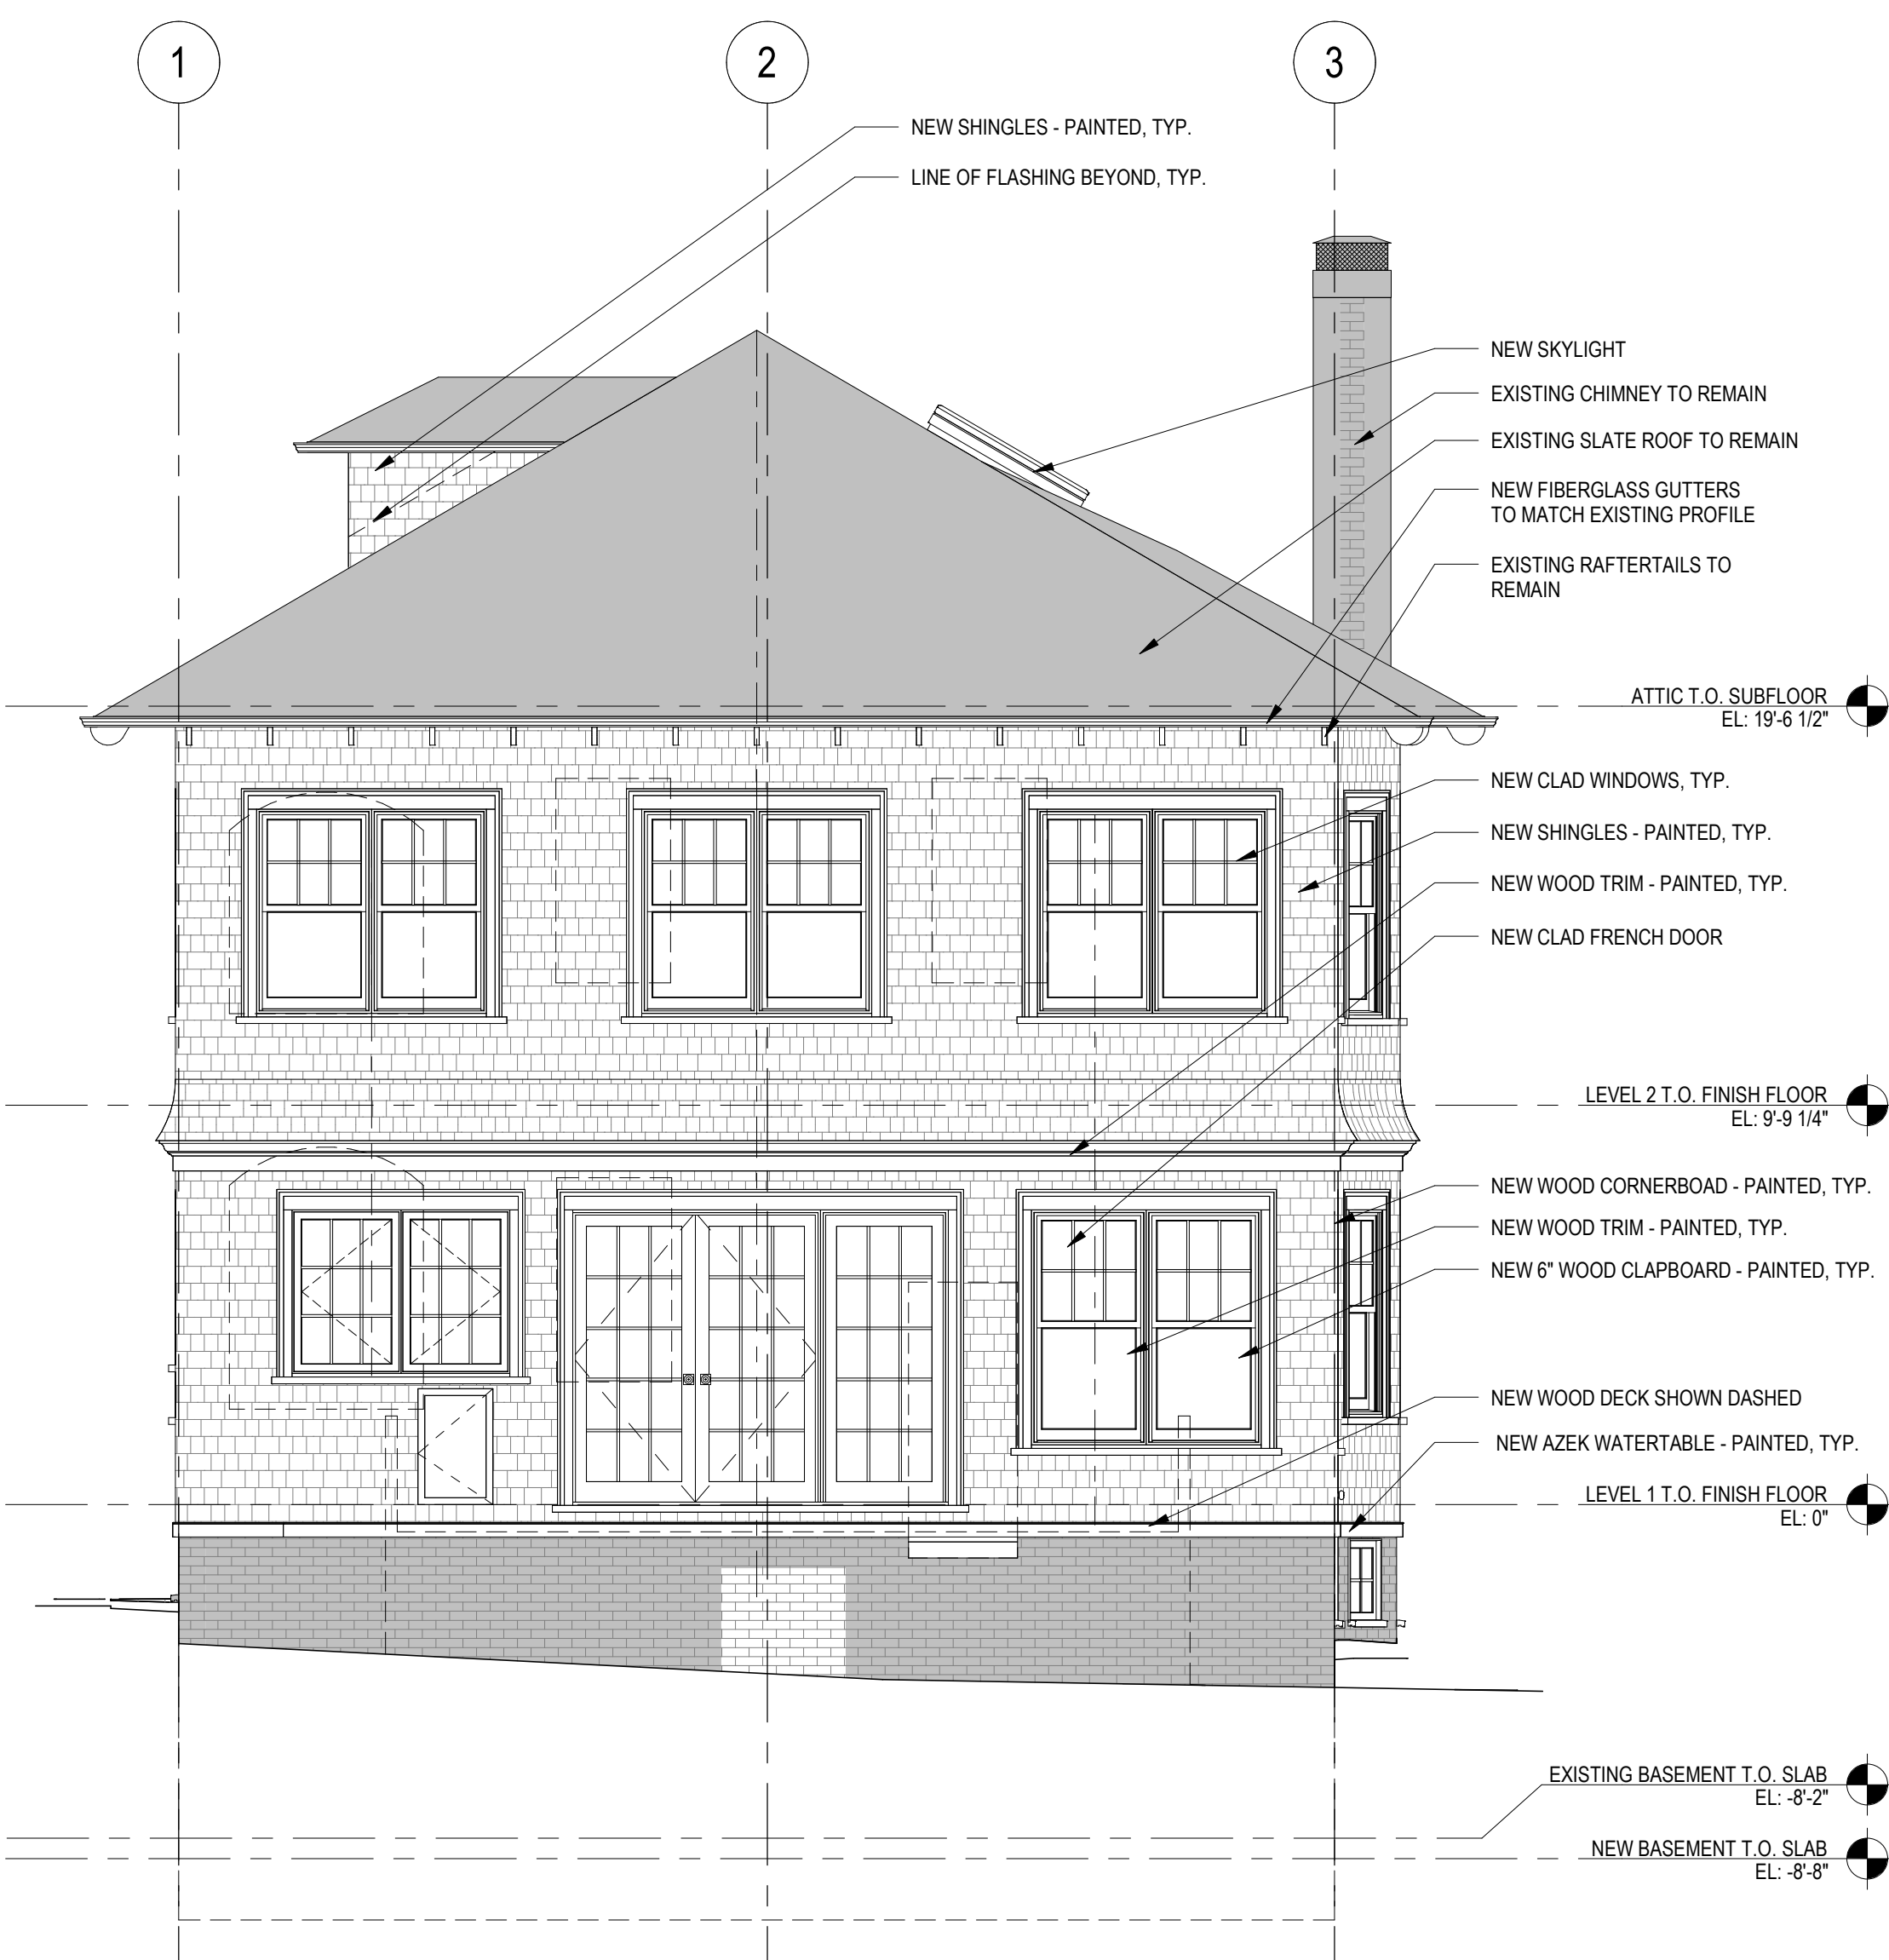 1
2
3
NEW SHINGLES - PAINTED, TYP.
LINE OF FLASHING BEYOND, TYP.
NEW SKYLIGHT
EXISTING CHIMNEY TO REMAIN
EXISTING SLATE ROOF TO REMAIN
NEW FIBERGLASS GUTTERS
TO MATCH EXISTING PROFILE
EXISTING RAFTERTAILS TO
REMAIN
ATTIC T.O. SUBFLOOR
EL: 19'-6 1/2"
NEW CLAD WINDOWS, TYP.
NEW SHINGLES - PAINTED, TYP.
NEW WOOD TRIM - PAINTED, TYP.
NEW CLAD FRENCH DOOR
LEVEL 2 T.O. FINISH FLOOR
EL: 9'-9 1/4"
NEW WOOD CORNERBOAD - PAINTED, TYP.
NEW WOOD TRIM - PAINTED, TYP.
NEW 6" WOOD CLAPBOARD - PAINTED, TYP.
NEW WOOD DECK SHOWN DASHED
NEW AZEK WATERTABLE - PAINTED, TYP.
LEVEL 1 T.O. FINISH FLOOR
EL: 0"
EXISTING BASEMENT T.O. SLAB
EL: -8'-2"
NEW BASEMENT T.O. SLAB
EL: -8'-8"